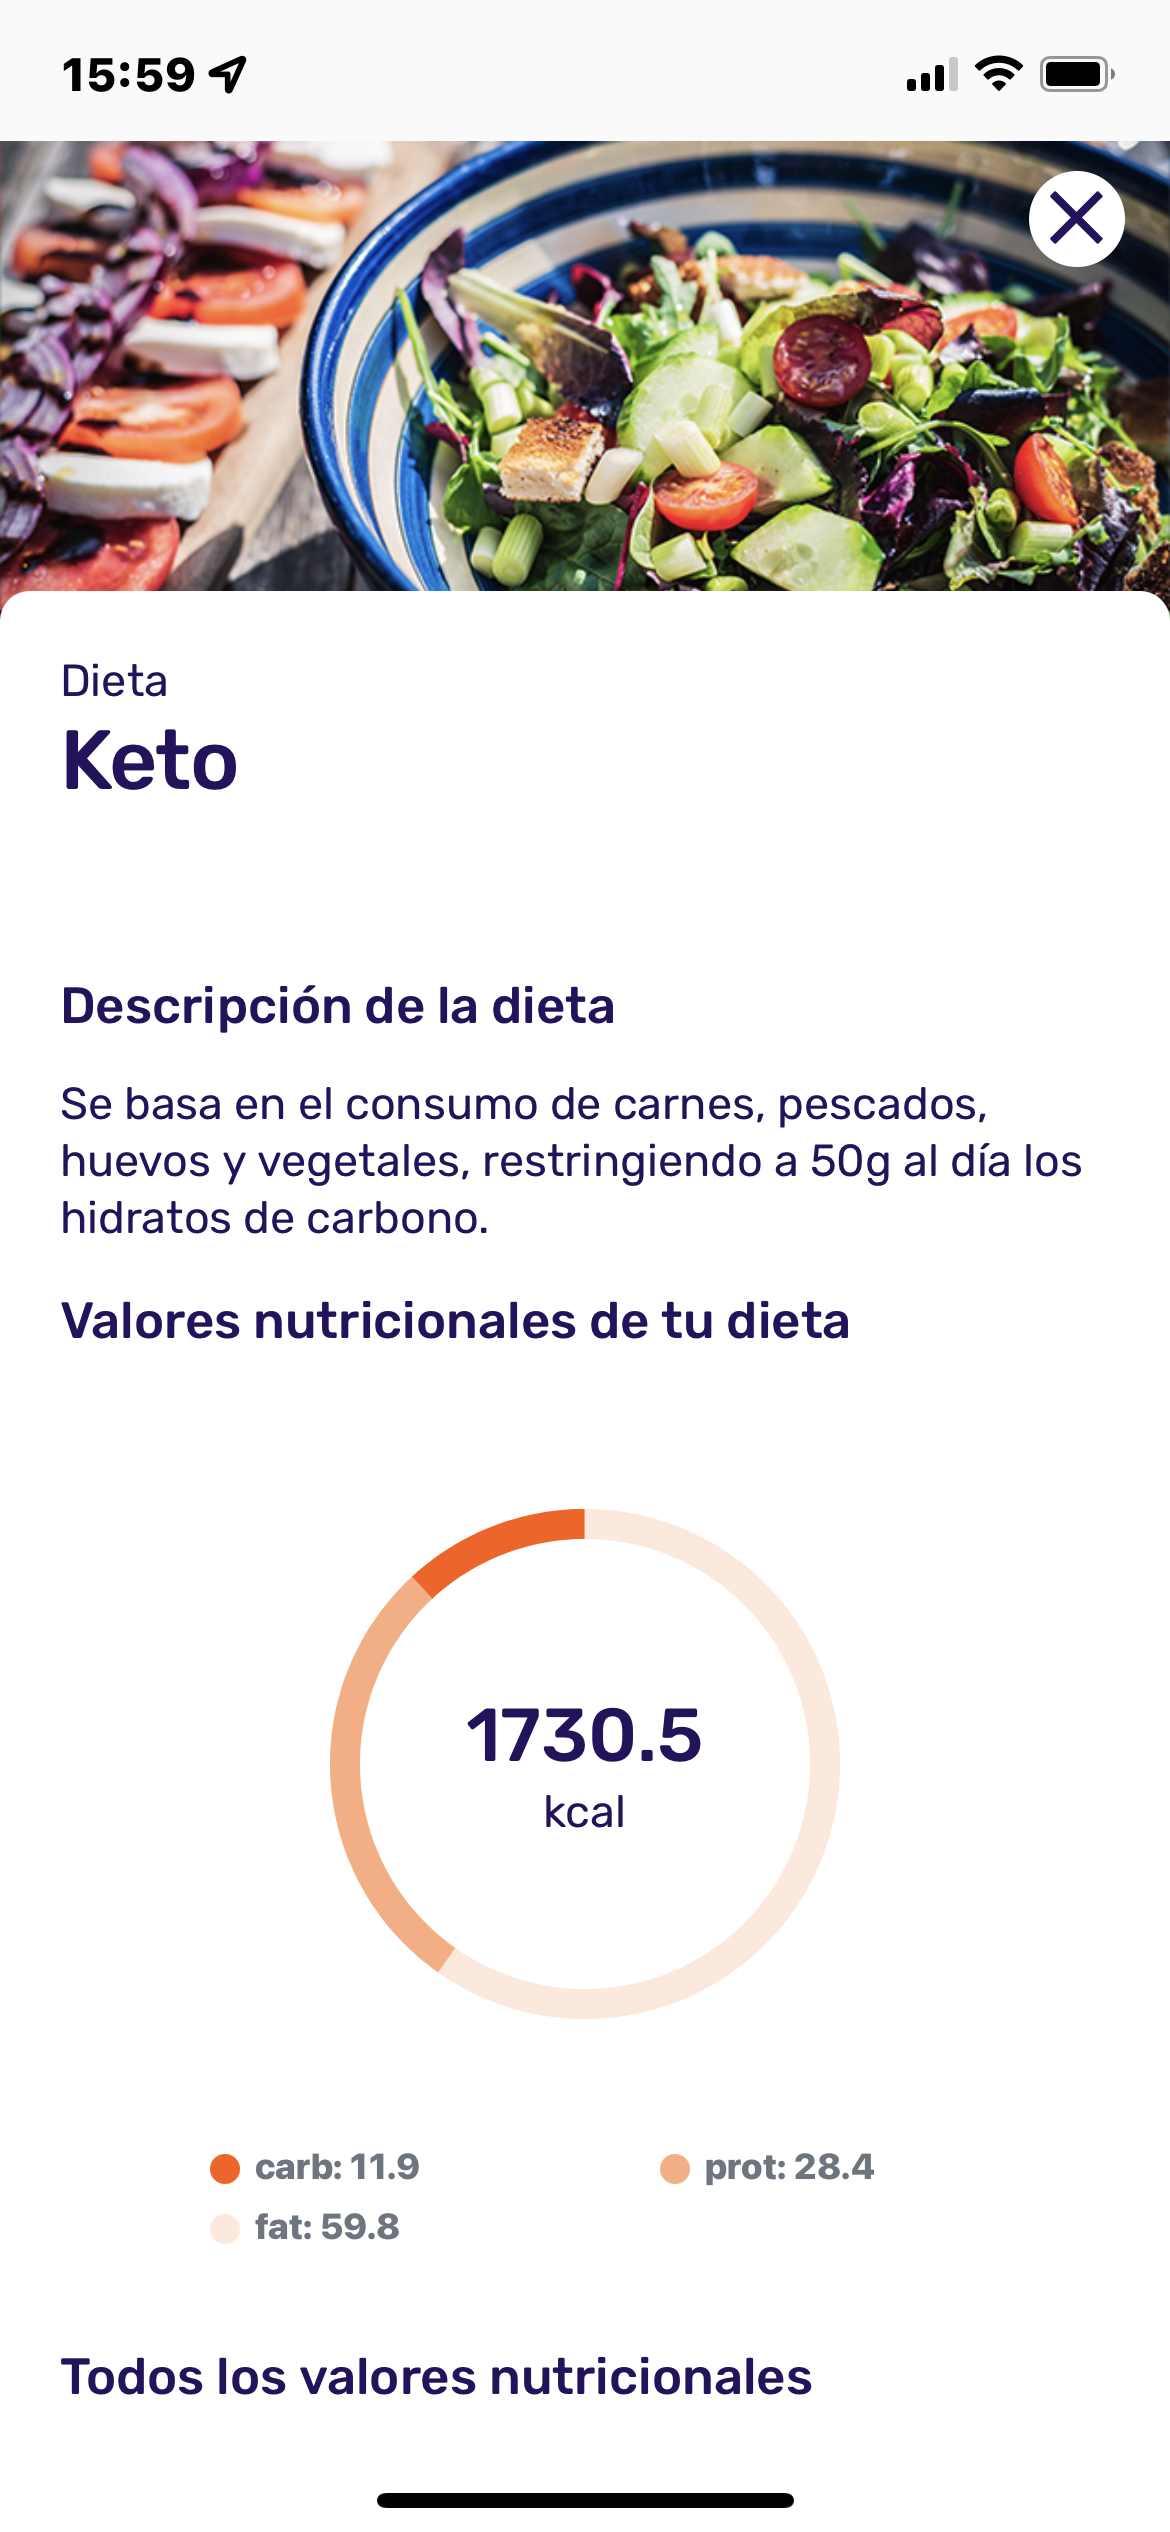 15:59
Dieta
Keto
Descripción de la dieta
Se basa en el consumo de carnes, pescados,
huevos y vegetales, restringiendo a 50g al día los
hidratos de carbono.
Valores nutricionales de tu dieta
1730.5
kcal
carb: 11.9 prot: 28.4
fat: 59.8
Todos los valores nutricionales